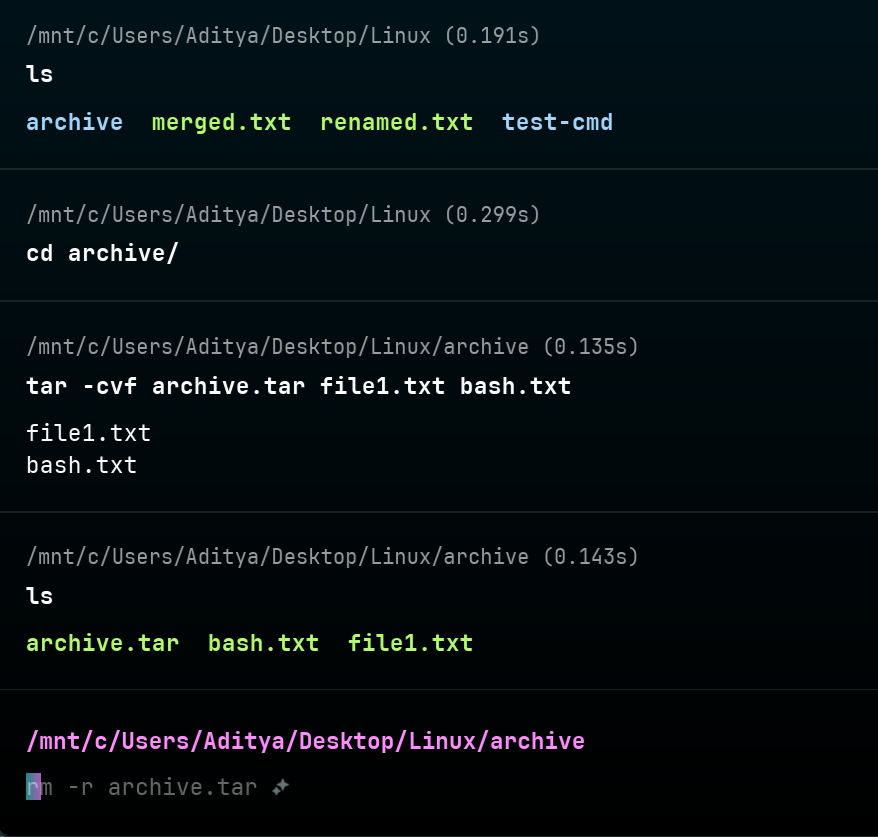 /mnt/c/Users/Aditya/Desktop/Linux (0.191s)
ls
archive  merged.txt  renamed.txt  test-cmd
/mnt/c/Users/Aditya/Desktop/Linux (0.299s)
cd archive/
/mnt/c/Users/Aditya/Desktop/Linux/archive (0.135s)
tar -cvf archive.tar file1.txt bash.txt
file1.txt
bash.txt
/mnt/c/Users/Aditya/Desktop/Linux/archive (0.143s)
ls
archive.tar  bash.txt  file1.txt
/mnt/c/Users/Aditya/Desktop/Linux/archive
rm -r archive.tar